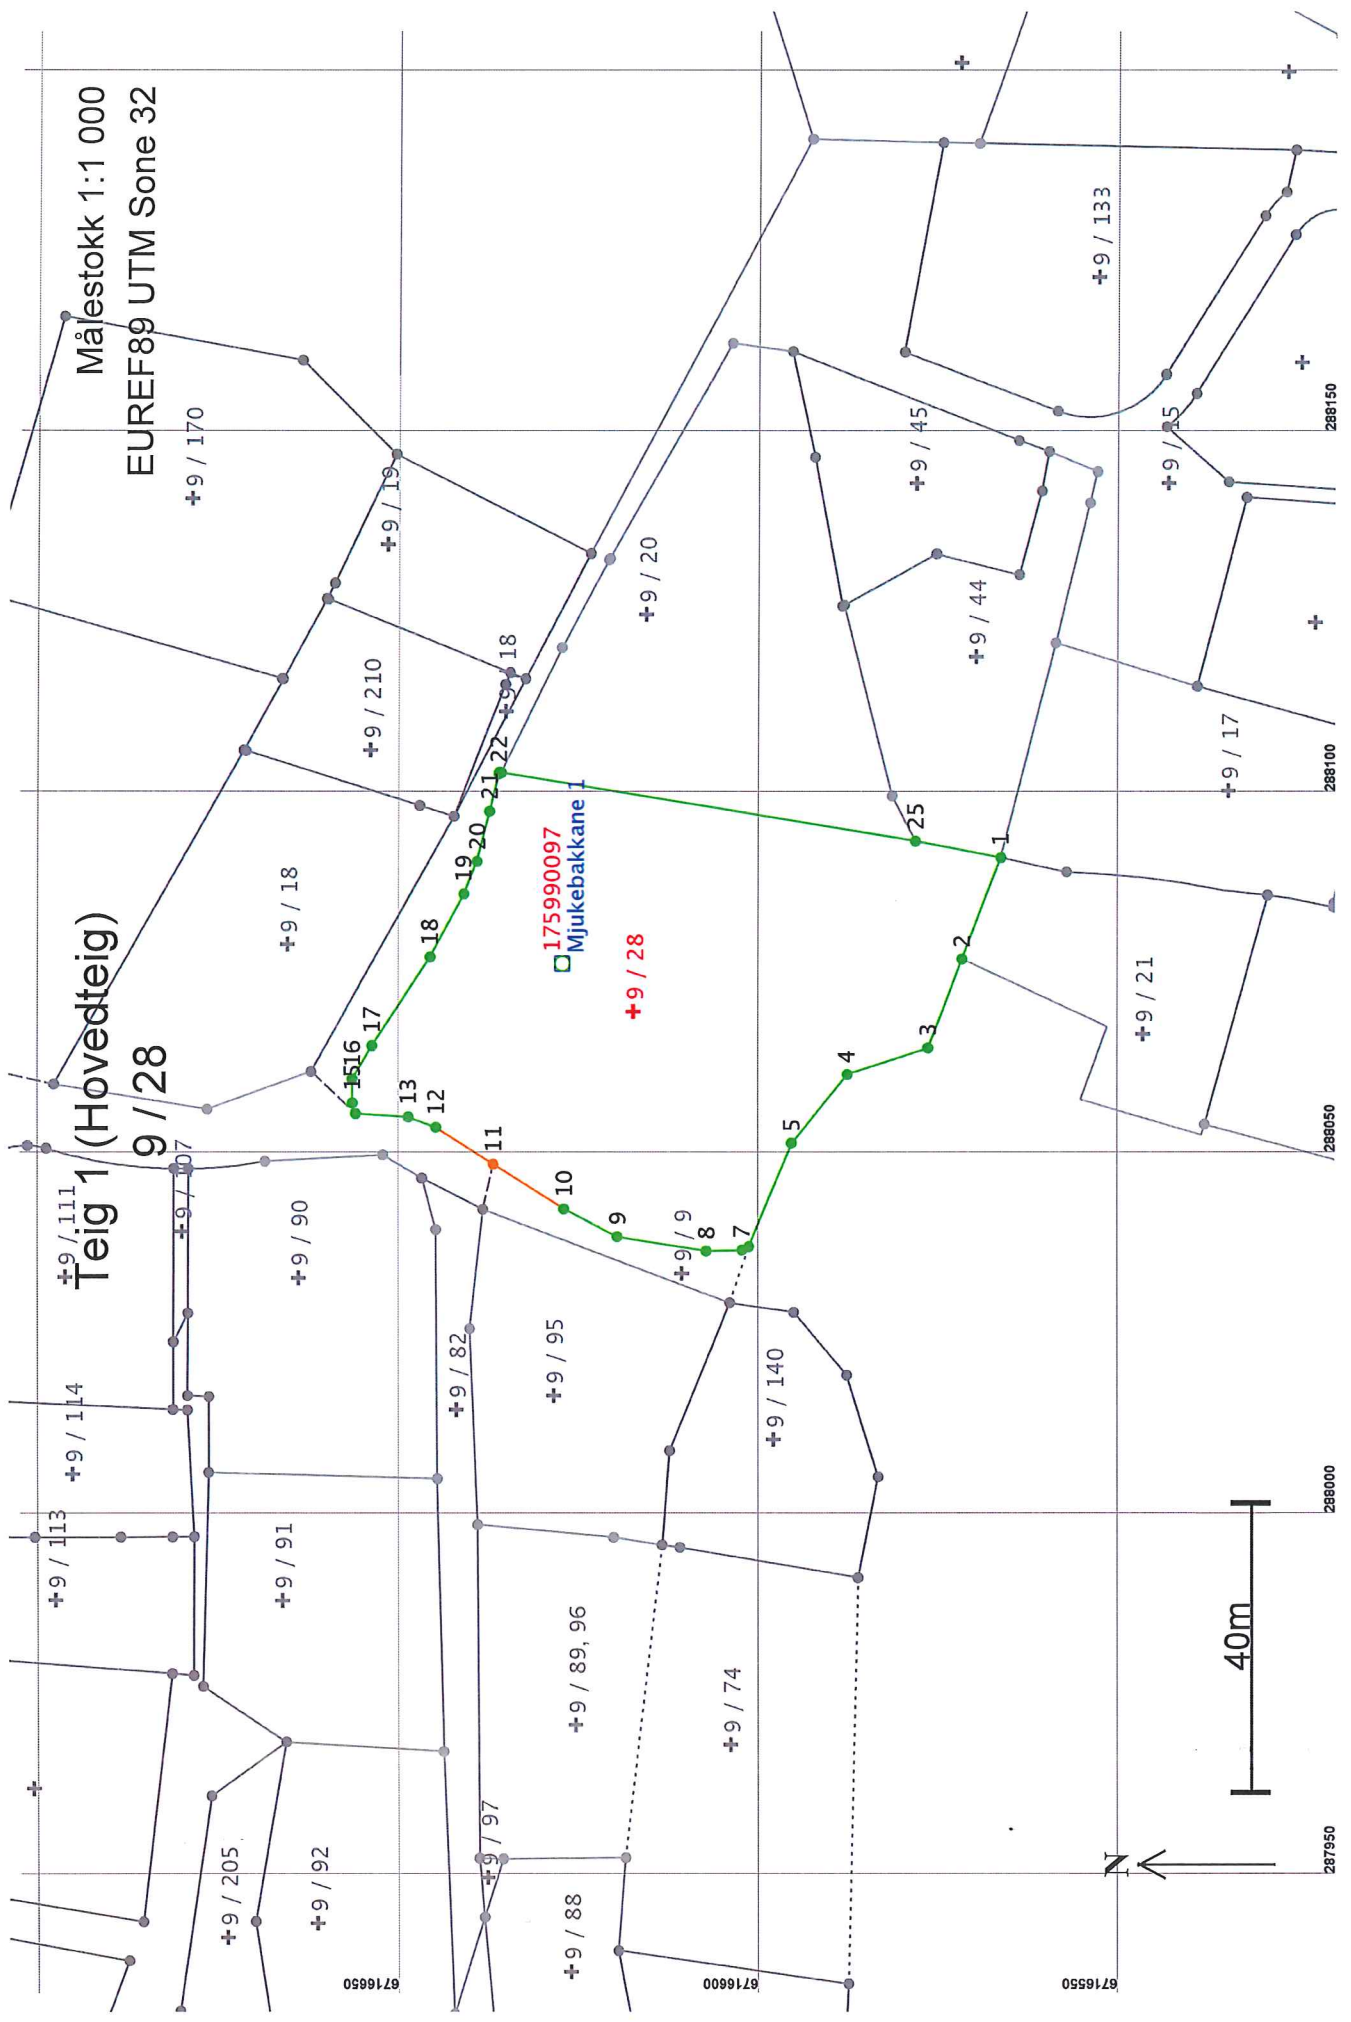 Teig 1 (Hovedteig)
9 / 28
Målestokk 1:1 000
EUREF89 UTM Sone 32
9 / 113
9 / 114
9 / 111
9 / 107
9 / 170
9 / 205
9 / 92
9 / 91
9 / 90
9 / 18
9 / 210
9 / 19
9 / 97
9 / 82
9 / 88
9 / 89, 96
9 / 95
9 / 9
9 / 74
9 / 140
175990097
Mjukebakkane 1
9 / 28
9 / 20
9 / 45
9 / 44
9 / 133
9 / 21
9 / 17
1
2
3
4
5
7
8
9
10
11
12
13
15
16
17
18
19
20
21
22
25
6716650
6716600
6716550
287950
288000
288050
288100
288150
N
40m